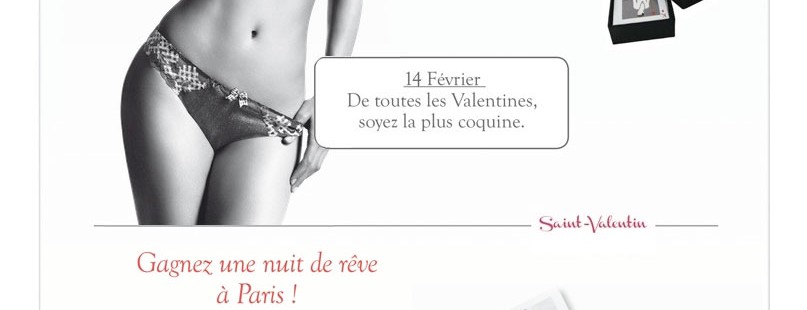 14 Février
De toutes les Valentines,
soyez la plus coquine.
Saint-Valentin
Gagnez une nuit de rêve
à Paris !